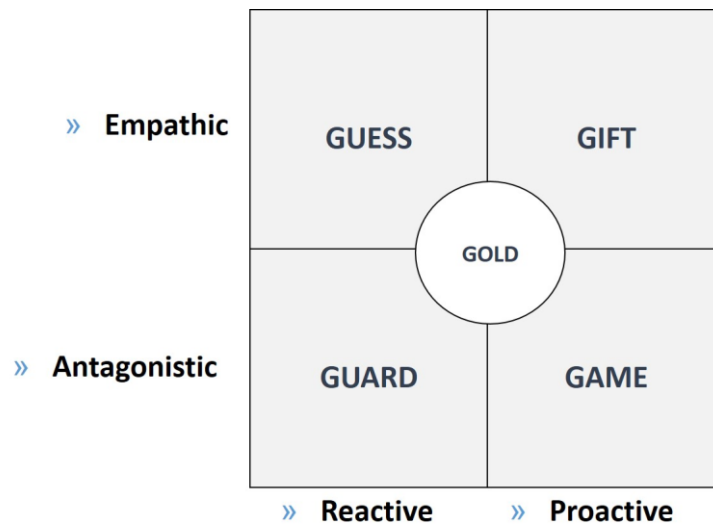 » Empathic
GUESS
GIFT
GOLD
» Antagonistic
GUARD
GAME
» Reactive
» Proactive